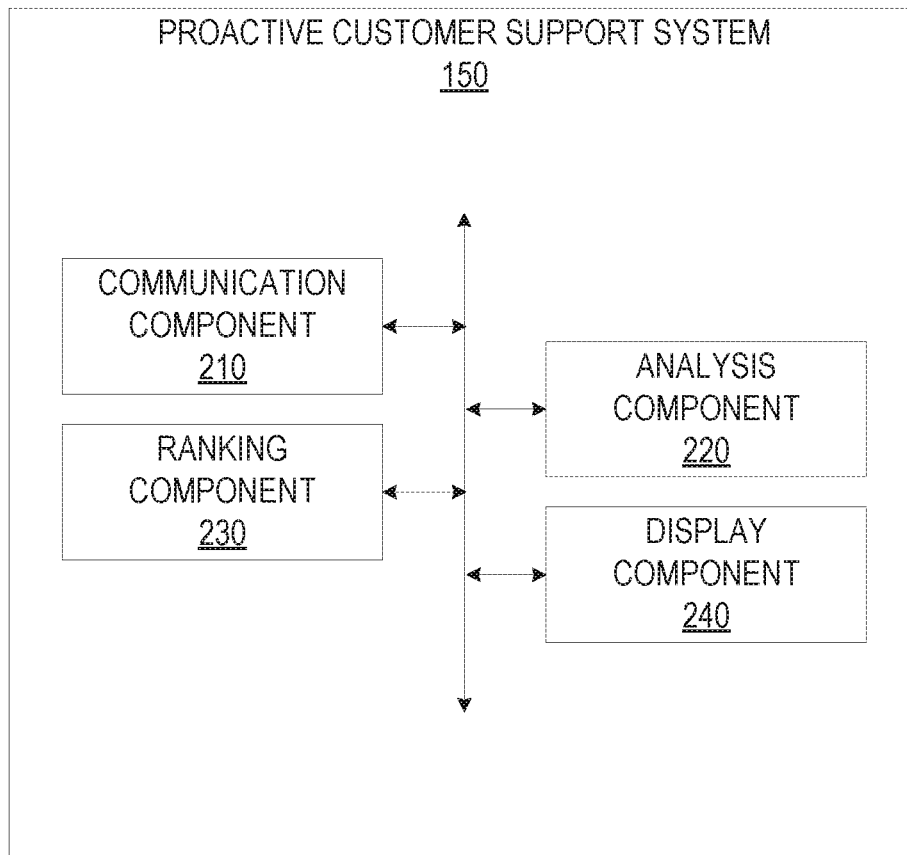 PROACTIVE CUSTOMER SUPPORT SYSTEM
150
COMMUNICATION
COMPONENT
210
ANALYSIS
COMPONENT
220
RANKING
COMPONENT
230
DISPLAY
COMPONENT
240